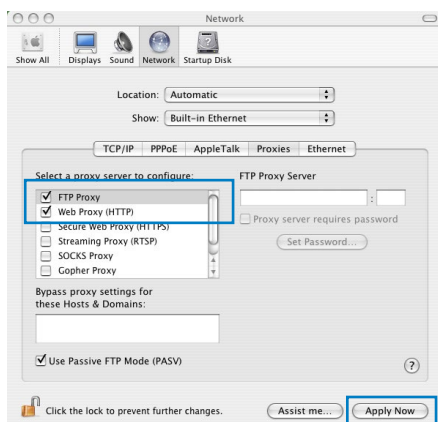 Network
Show All Displays Sound Network Startup Disk
Location: Automatic
Show: Built-in Ethernet
TCP/IP PPPoE AppleTalk Proxies Ethernet
Select a proxy server to configure:
FTP Proxy
Web Proxy (HTTP)
Secure Web Proxy (HTTPS)
Streaming Proxy (RTSP)
SOCKS Proxy
Gopher Proxy
FTP Proxy Server
:
Proxy server requires password
Set Password...
Bypass proxy settings for
these Hosts & Domains:
Use Passive FTP Mode (PASV)
?
Click the lock to prevent further changes.
Assist me... Apply Now